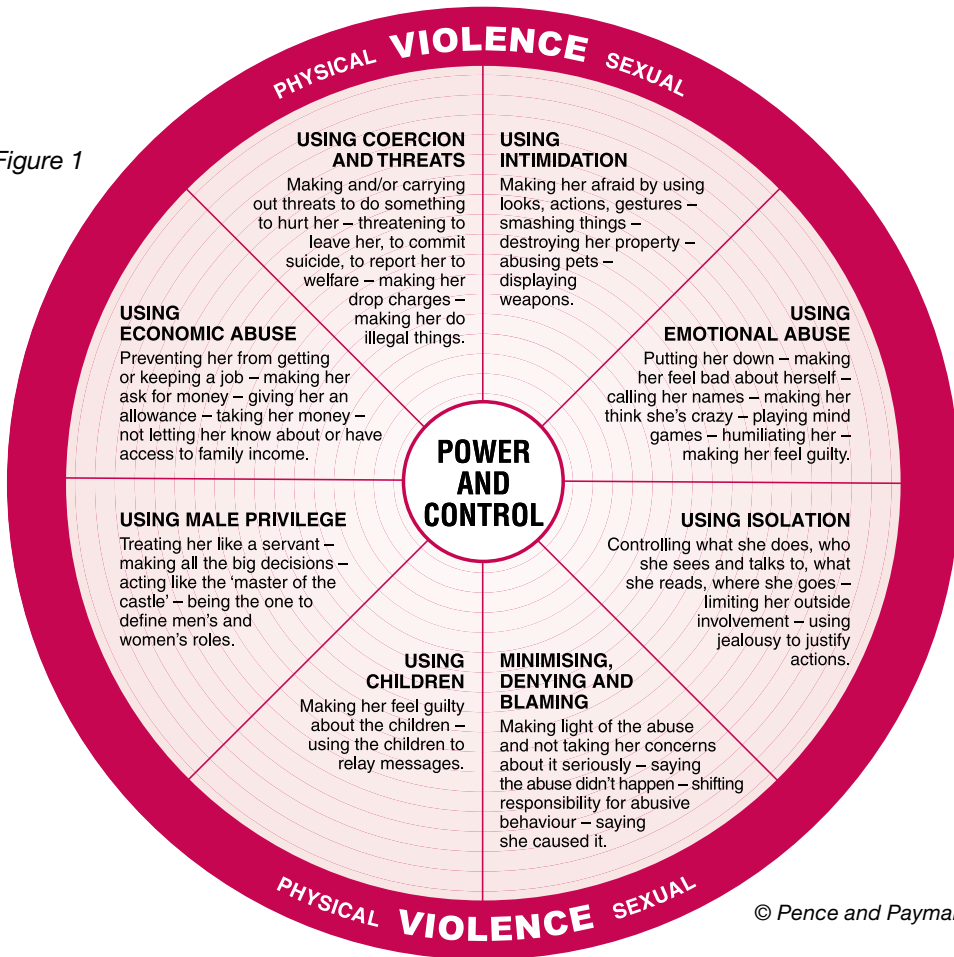 PHYSICAL VIOLENCE SEXUAL
Figure 1
USING COERCION
AND THREATS
Making and/or carrying
out threats to do something
to hurt her – threatening to
leave her, to commit
suicide, to report her to
welfare – making her
drop charges –
making her do
illegal things.
USING
INTIMIDATION
Making her afraid by using
looks, actions, gestures –
smashing things –
destroying her property –
abusing pets –
displaying
weapons.
USING
ECONOMIC ABUSE
Preventing her from getting
or keeping a job – making her
ask for money – giving her an
allowance – taking her money –
not letting her know about or have
access to family income.
USING
EMOTIONAL ABUSE
Putting her down – making
her feel bad about herself –
calling her names – making her
think she's crazy – playing mind
games – humiliating her –
making her feel guilty.
POWER
AND
CONTROL
USING MALE PRIVILEGE
Treating her like a servant –
making all the big decisions –
acting like the ‘master of the
castle’ – being the one to
define men's and
women's roles.
USING ISOLATION
Controlling what she does, who
she sees and talks to, what
she reads, where she goes –
limiting her outside
involvement – using
jealousy to justify
actions.
USING
CHILDREN
Making her feel guilty
about the children –
using the children to
relay messages.
MINIMISING,
DENYING AND
BLAMING
Making light of the abuse
and not taking her concerns
about it seriously – saying
the abuse didn't happen – shifting
responsibility for abusive
behaviour – saying
she caused it.
PHYSICAL VIOLENCE SEXUAL
© Pence and